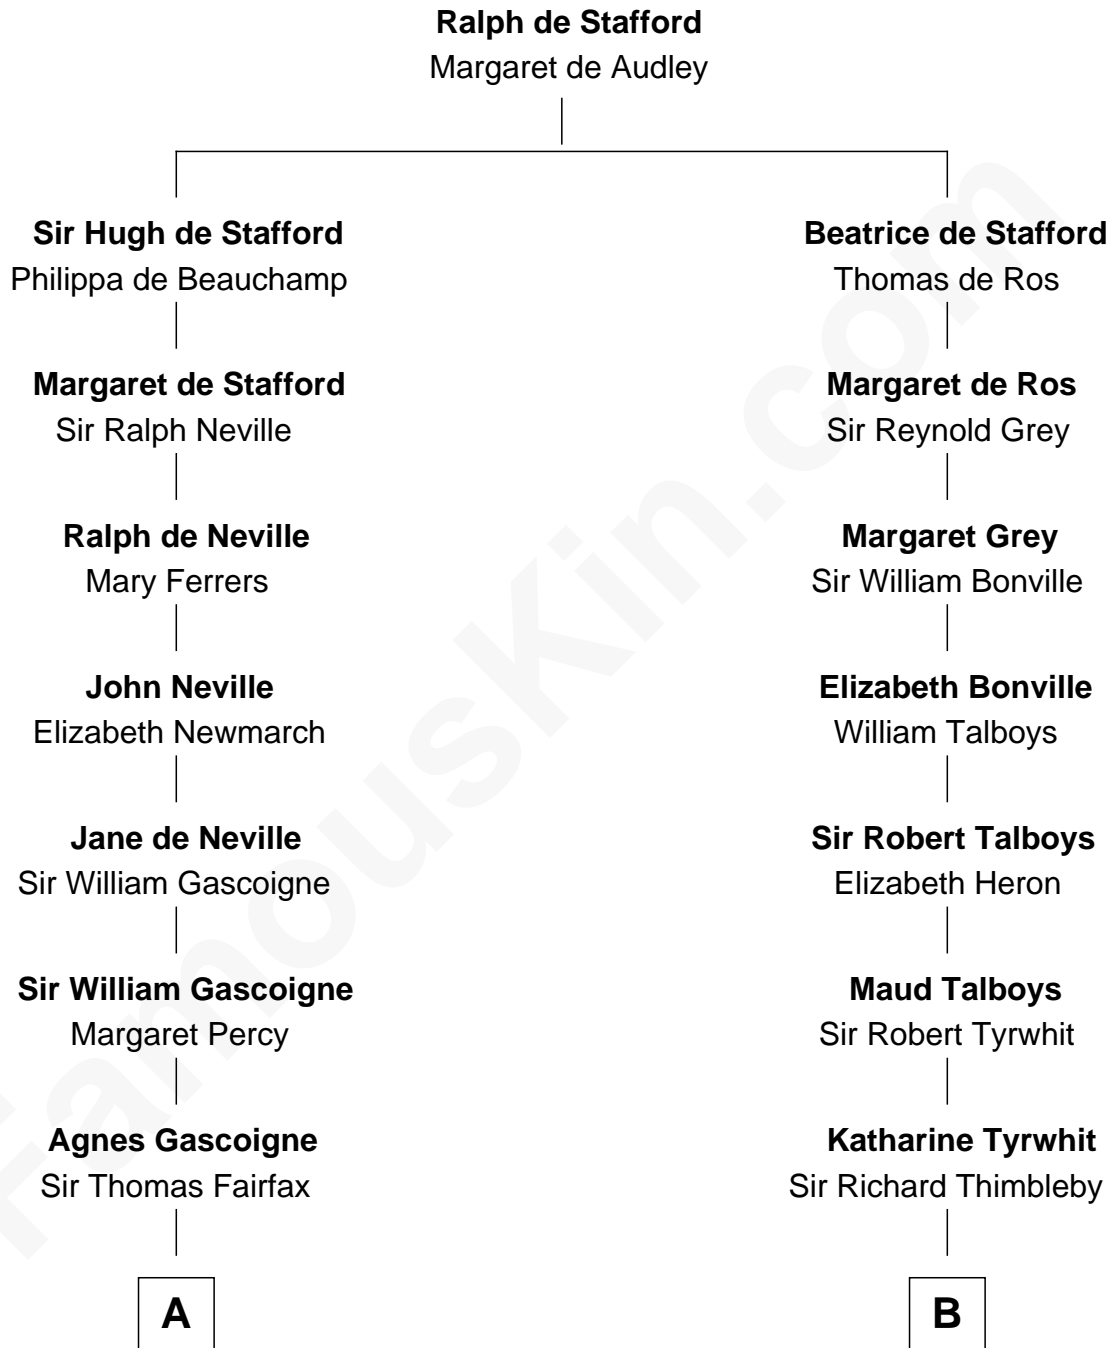 Ralph de Stafford
Margaret de Audley
Sir Hugh de Stafford
Philippa de Beauchamp
Margaret de Stafford
Sir Ralph Neville
Ralph de Neville
Mary Ferrers
John Neville
Elizabeth Newmarch
Jane de Neville
Sir William Gascoigne
Sir William Gascoigne
Margaret Percy
Agnes Gascoigne
Sir Thomas Fairfax
A
Beatrice de Stafford
Thomas de Ros
Margaret de Ros
Sir Reynold Grey
Margaret Grey
Sir William Bonville
Elizabeth Bonville
William Talboys
Sir Robert Talboys
Elizabeth Heron
Maud Talboys
Sir Robert Tyrwhit
Katharine Tyrwhit
Sir Richard Thimbleby
B
FamousKin.com